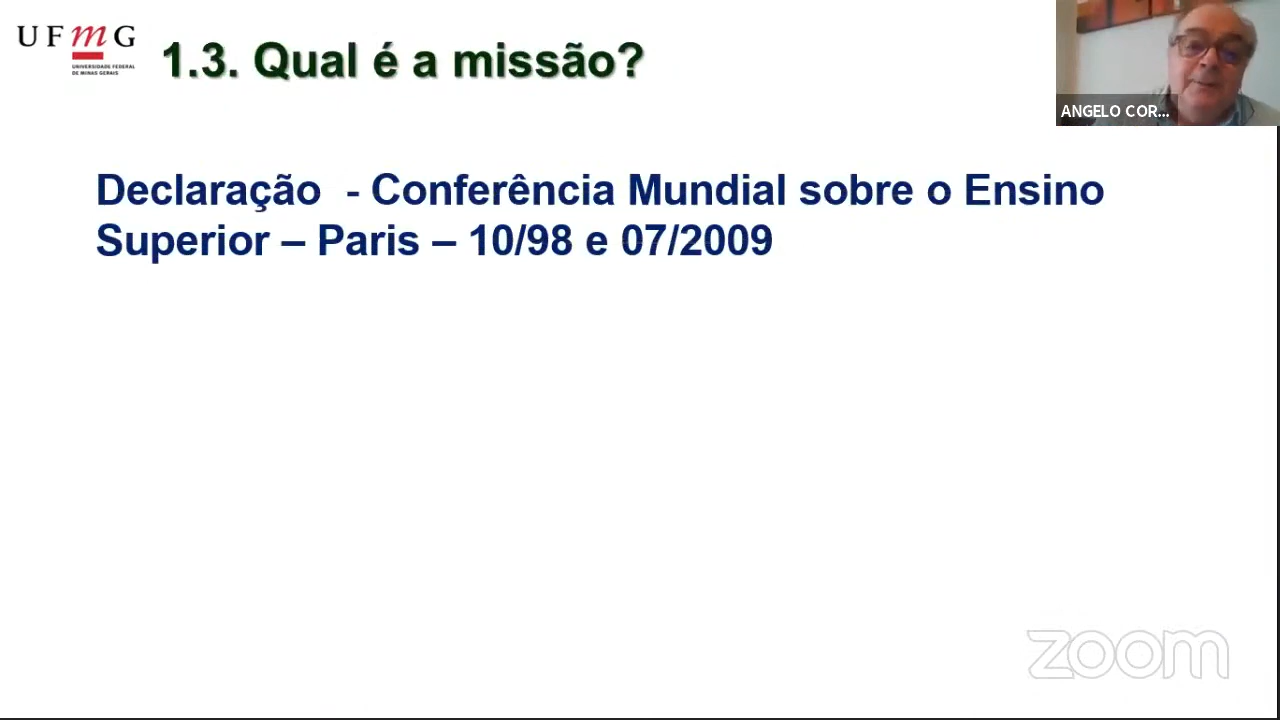 UFmG
UNIVERSIDADE FEDERAL
DE MINAS GERAIS
1.3. Qual é a missão?
ANGELO COR...
Declaração - Conferência Mundial sobre o Ensino
Superior – Paris – 10/98 e 07/2009
zoom